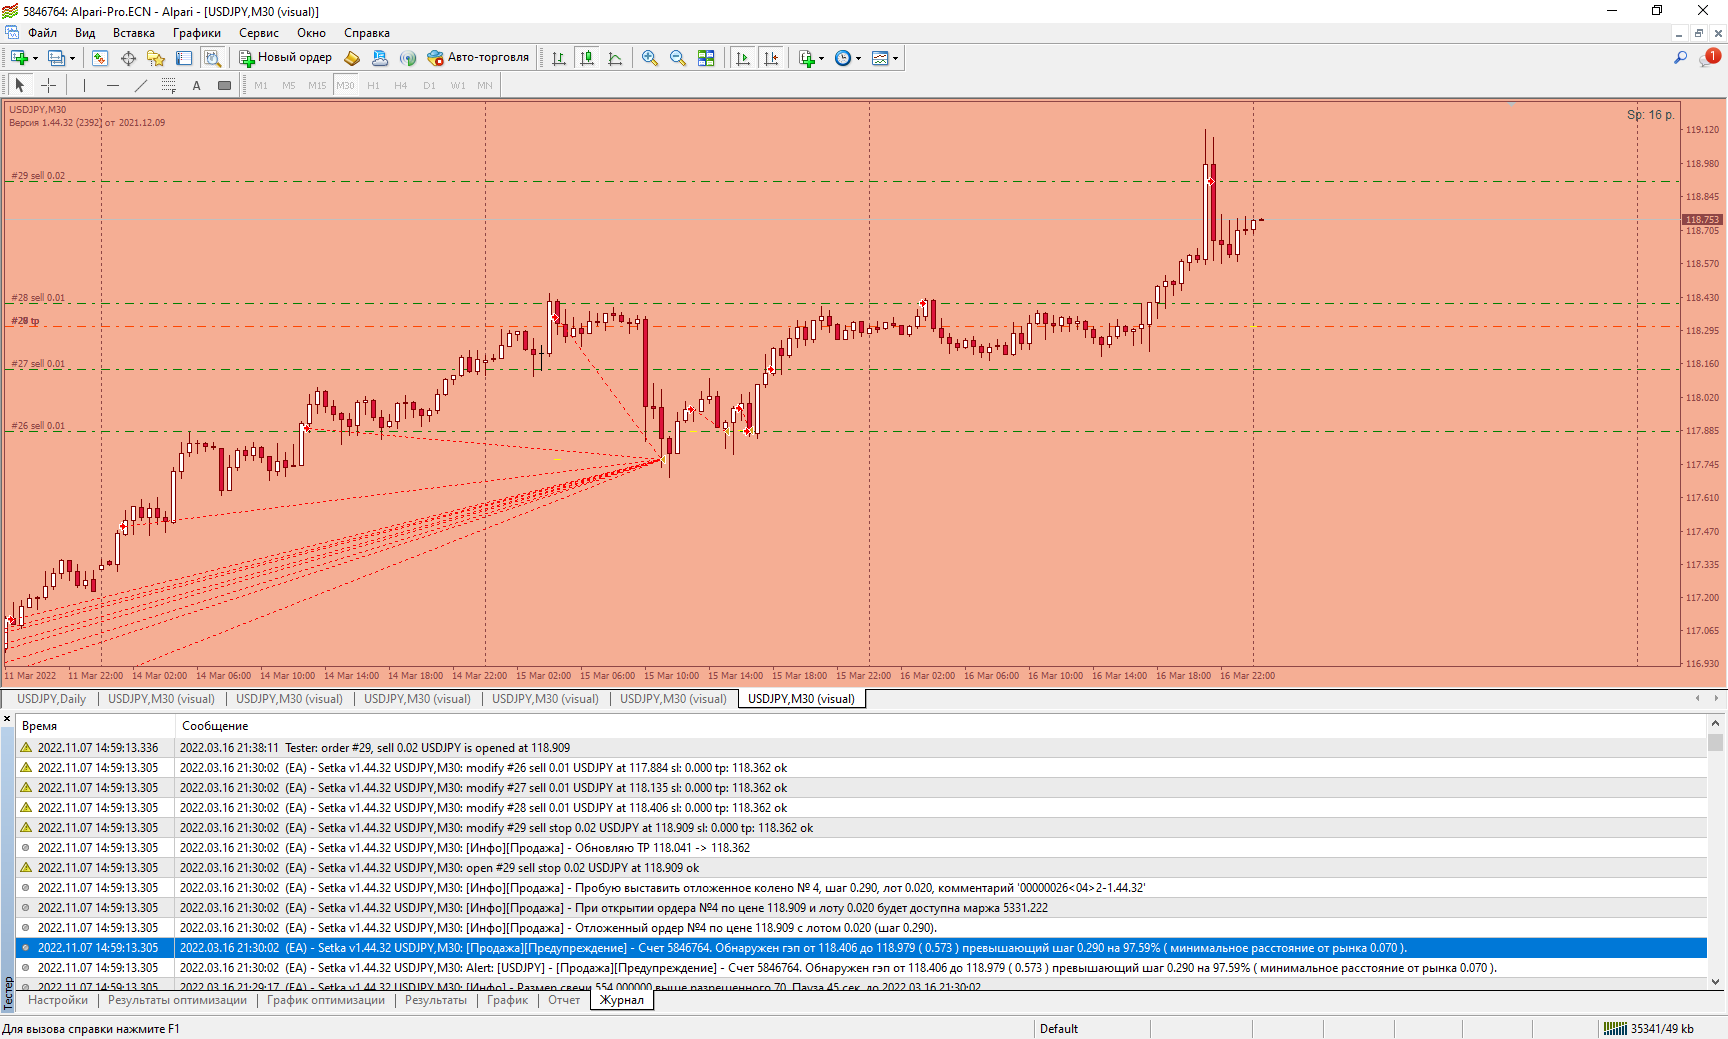 5846764: Alpari-Pro.ECN - Alpari - [USDJPY,M30 (visual)]
Файл Вид Вставка Графики Сервис Окно Справка
Новый ордер Авто-торговля 1
A M1 M5 M15 M30 H1 H4 D1 W1 MN
USDJPY,M30
Версия 1.44.32 (2392) от 2021.12.09
Sp: 16 p.
119.120
118.980
#29 sell 0.02
118.845
118.753
118.705
118.570
#28 sell 0.01
118.430
118.295
#27 sell 0.01
118.160
118.020
#26 sell 0.01
117.885
117.745
117.610
117.470
117.335
117.200
117.065
116.930
11 Mar 2022 11 Mar 22:00 14 Mar 02:00 14 Mar 06:00 14 Mar 10:00 14 Mar 14:00 14 Mar 18:00 14 Mar 22:00 15 Mar 02:00 15 Mar 06:00 15 Mar 10:00 15 Mar 14:00 15 Mar 18:00 15 Mar 22:00 16 Mar 02:00 16 Mar 06:00 16 Mar 10:00 16 Mar 14:00 16 Mar 18:00 16 Mar 22:00
USDJPY,Daily USDJPY,M30 (visual) USDJPY,M30 (visual) USDJPY,M30 (visual) USDJPY,M30 (visual) USDJPY,M30 (visual) USDJPY,M30 (visual)
Время Сообщение
2022.11.07 14:59:13.336 2022.03.16 21:38:11 Tester: order #29, sell 0.02 USDJPY is opened at 118.909
2022.11.07 14:59:13.305 2022.03.16 21:30:02 (EA) - Setka v1.44.32 USDJPY,M30: modify #26 sell 0.01 USDJPY at 117.884 sl: 0.000 tp: 118.362 ok
2022.11.07 14:59:13.305 2022.03.16 21:30:02 (EA) - Setka v1.44.32 USDJPY,M30: modify #27 sell 0.01 USDJPY at 118.135 sl: 0.000 tp: 118.362 ok
2022.11.07 14:59:13.305 2022.03.16 21:30:02 (EA) - Setka v1.44.32 USDJPY,M30: modify #28 sell 0.01 USDJPY at 118.406 sl: 0.000 tp: 118.362 ok
2022.11.07 14:59:13.305 2022.03.16 21:30:02 (EA) - Setka v1.44.32 USDJPY,M30: modify #29 sell stop 0.02 USDJPY at 118.909 sl: 0.000 tp: 118.362 ok
2022.11.07 14:59:13.305 2022.03.16 21:30:02 (EA) - Setka v1.44.32 USDJPY,M30: [Инфо][Продажа] - Обновляю TP 118.041 -> 118.362
2022.11.07 14:59:13.305 2022.03.16 21:30:02 (EA) - Setka v1.44.32 USDJPY,M30: open #29 sell stop 0.02 USDJPY at 118.909 ok
2022.11.07 14:59:13.305 2022.03.16 21:30:02 (EA) - Setka v1.44.32 USDJPY,M30: [Инфо][Продажа] - Пробую выставить отложенное колено № 4, шаг 0.290, лот 0.020, комментарий '00000026<04>2-1.44.32'
2022.11.07 14:59:13.305 2022.03.16 21:30:02 (EA) - Setka v1.44.32 USDJPY,M30: [Инфо][Продажа] - При открытии ордера №4 по цене 118.909 и лоту 0.020 будет доступна маржа 5331.222
2022.11.07 14:59:13.305 2022.03.16 21:30:02 (EA) - Setka v1.44.32 USDJPY,M30: [Инфо][Продажа] - Отложенный ордер №4 по цене 118.909 с лотом 0.020 (шаг 0.290).
2022.11.07 14:59:13.305 2022.03.16 21:30:02 (EA) - Setka v1.44.32 USDJPY,M30: [Продажа][Предупреждение] - Счет 5846764. Обнаружен гэп от 118.406 до 118.979 ( 0.573 ) превышающий шаг 0.290 на 97.59% ( минимальное расстояние от рынка 0.070 ).
2022.11.07 14:59:13.305 2022.03.16 21:30:02 (EA) - Setka v1.44.32 USDJPY,M30: Alert: [USDJPY] - [Продажа][Предупреждение] - Счет 5846764. Обнаружен гэп от 118.406 до 118.979 ( 0.573 ) превышающий шаг 0.290 на 97.59% ( минимальное расстояние от рынка 0.070 ).
2022.11.07 14:59:13.305 2022.03.16 21:29:17 (EA) - Setka v1.44.32 USDJPY,M30: [Инфо] - Размер свечи 554.000000 выше разрешенного 70. Пауза 45 сек. до 2022.03.16 21:30:02
Тестер
Настройки Результаты оптимизации График оптимизации Результаты График Отчет Журнал
Для вызова справки нажмите F1 Default 35341/49 kb